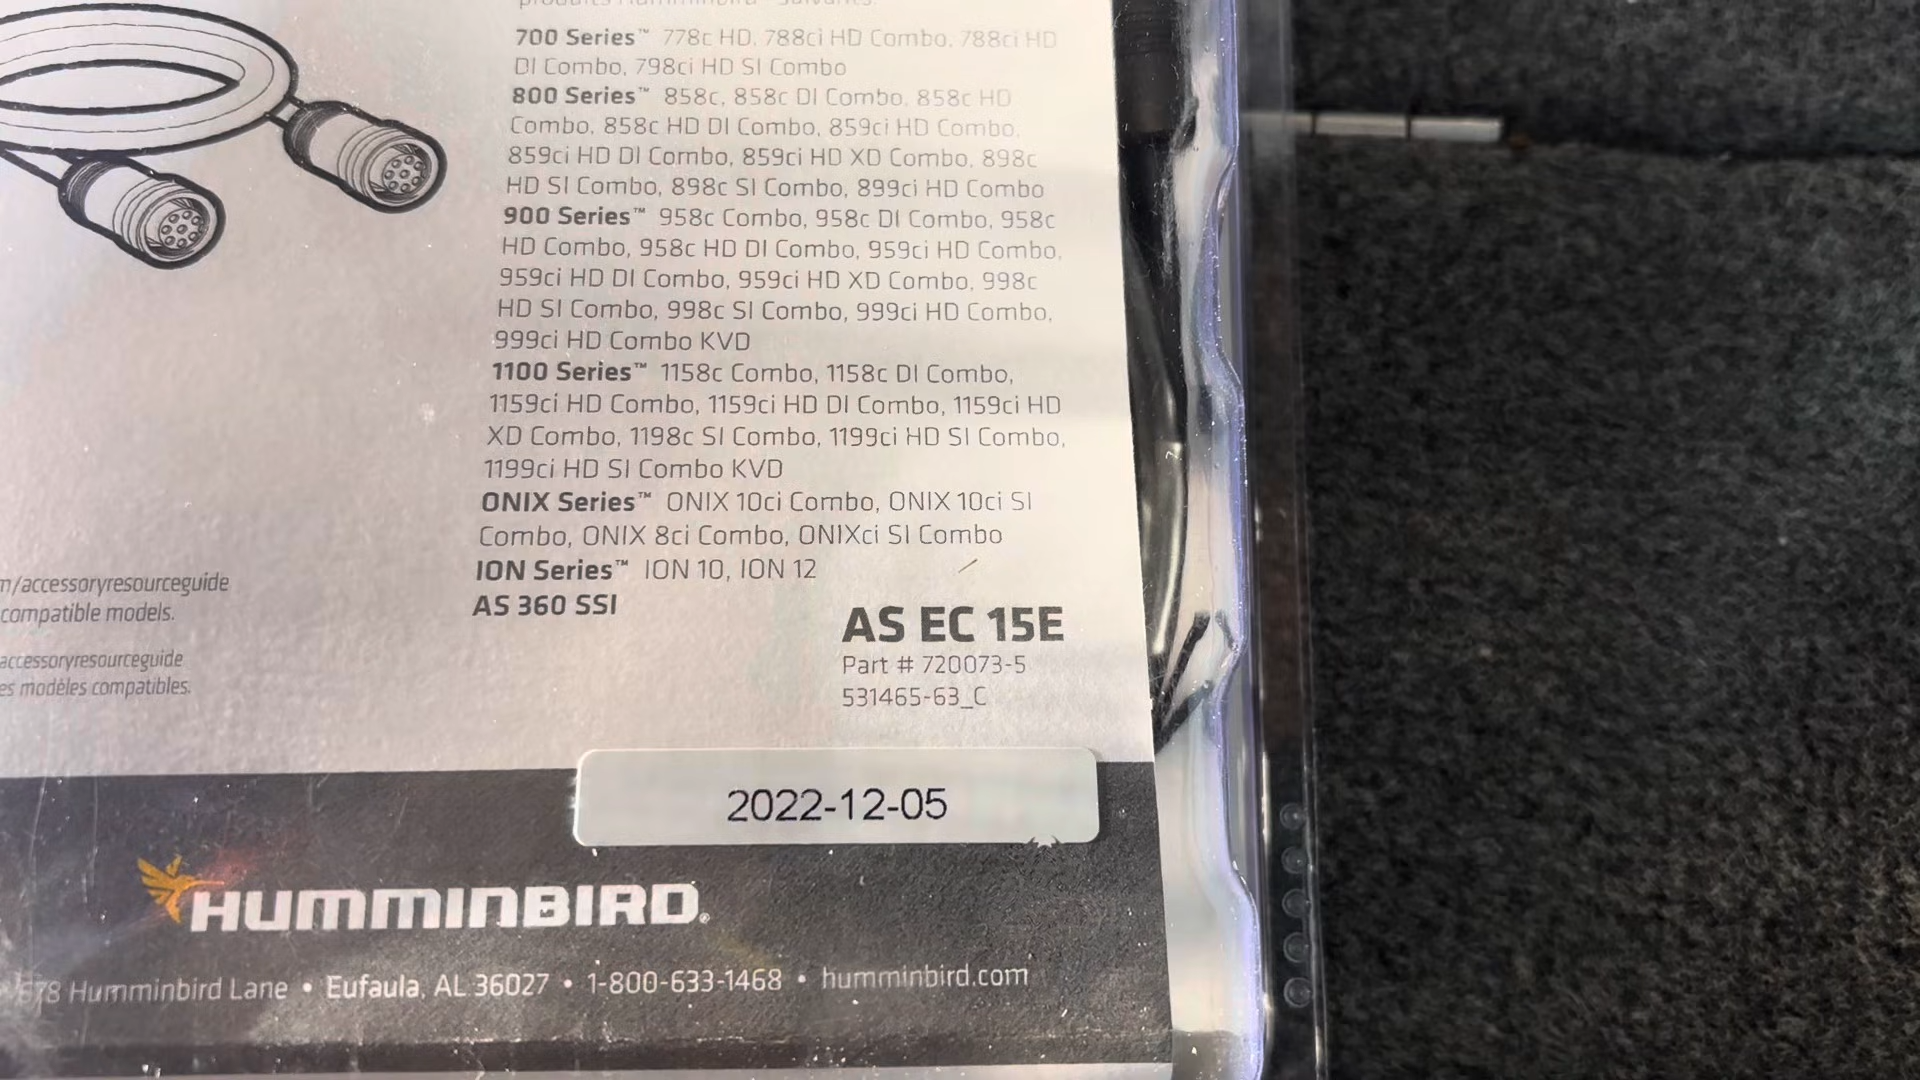 produits Humminbird suivants.
700 Series™ 778c HD, 788ci HD Combo, 788ci HD
DI Combo, 798ci HD SI Combo
800 Series™ 858c, 858c DI Combo, 858c HD
Combo, 858c HD DI Combo, 859ci HD Combo,
859ci HD DI Combo, 859ci HD XD Combo, 898c
HD SI Combo, 898c SI Combo, 899ci HD Combo
900 Series™ 958c Combo, 958c DI Combo, 958c
HD Combo, 958c HD DI Combo, 959ci HD Combo,
959ci HD DI Combo, 959ci HD XD Combo, 998c
HD SI Combo, 998c SI Combo, 999ci HD Combo,
999ci HD Combo KVD
1100 Series™ 1158c Combo, 1158c DI Combo,
1159ci HD Combo, 1159ci HD DI Combo, 1159ci HD
XD Combo, 1198c SI Combo, 1199ci HD SI Combo,
1199ci HD SI Combo KVD
ONIX Series™ ONIX 10ci Combo, ONIX 10ci SI
Combo, ONIX 8ci Combo, ONIXci SI Combo
ION Series™ ION 10, ION 12
AS 360 SSI
m/accessoryresourceguide
compatible models.
accessoryresourceguide
es modèles compatibles.
AS EC 15E
Part # 720073-5
531465-63_C
2022-12-05
HUMMINBIRD®
678 Humminbird Lane • Eufaula, AL 36027 • 1-800-633-1468 • humminbird.com